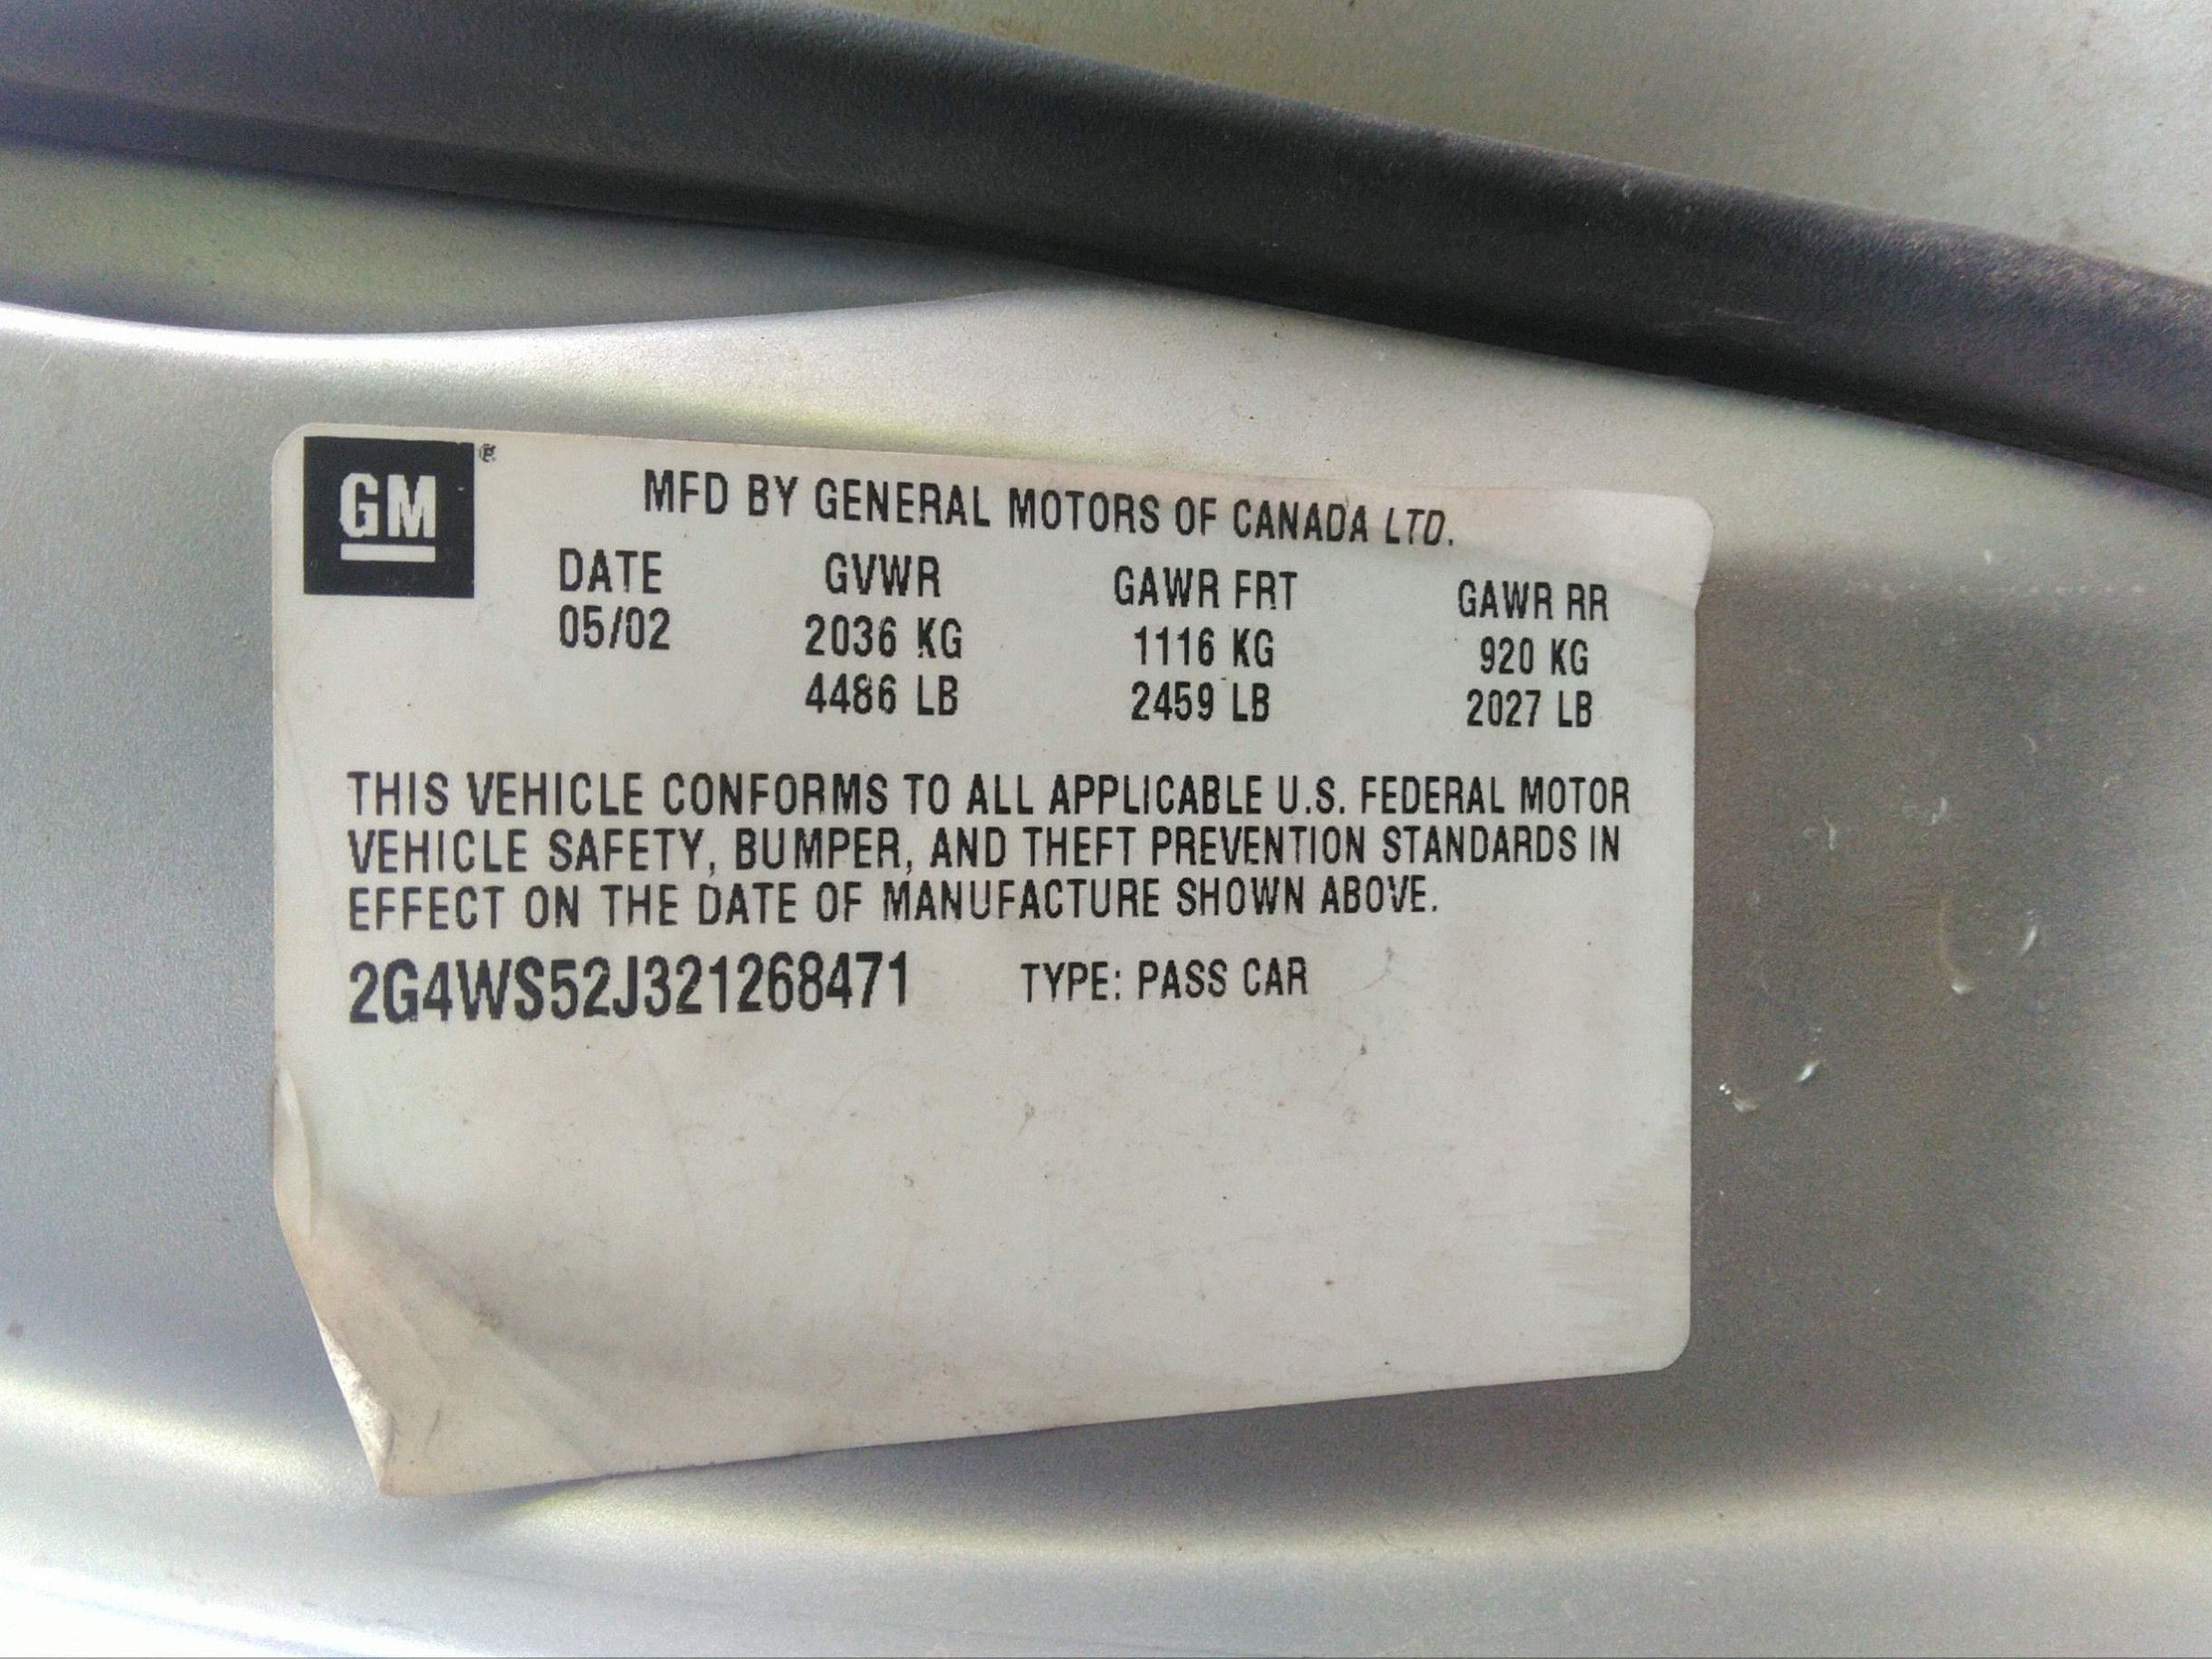 GM®
MFD BY GENERAL MOTORS OF CANADA LTD.
DATE GVWR GAWR FRT GAWR RR
05/02 2036 KG 1116 KG 920 KG
4486 LB 2459 LB 2027 LB
THIS VEHICLE CONFORMS TO ALL APPLICABLE U.S. FEDERAL MOTOR
VEHICLE SAFETY, BUMPER, AND THEFT PREVENTION STANDARDS IN
EFFECT ON THE DATE OF MANUFACTURE SHOWN ABOVE.
2G4WS52J321268471 TYPE: PASS CAR